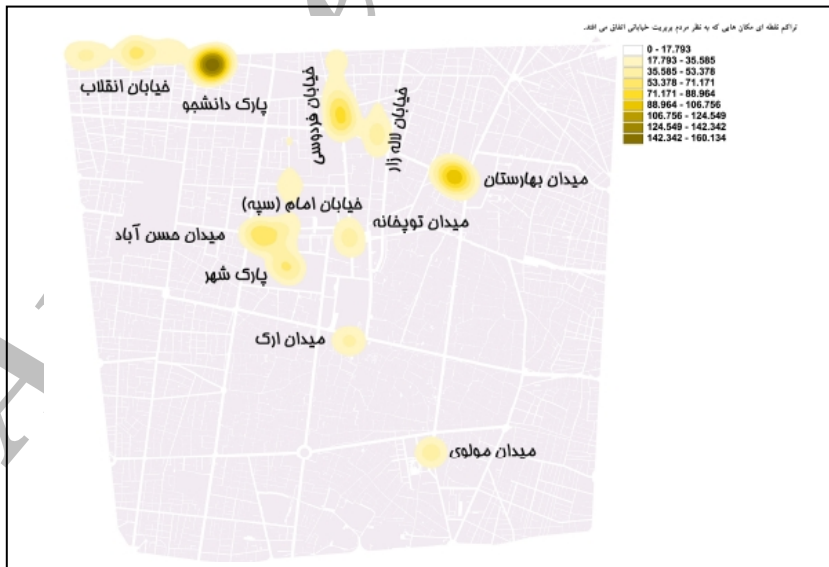 تراکم نقطه ای مکان هایی که به نظر مردم بربریت خیابانی اتفاق می افتد.
0 - 17.793
17.793 - 35.585
35.585 - 53.378
53.378 - 71.171
71.171 - 88.964
88.964 - 106.756
106.756 - 124.549
124.549 - 142.342
142.342 - 160.134
خیابان انقلاب
پارک دانشجو
خیابان فردوسی
خیابان لاله زار
میدان بهارستان
خیابان امام (سپه)
میدان توپخانه
میدان حسن آباد
پارک شهر
میدان ارک
میدان مولوی